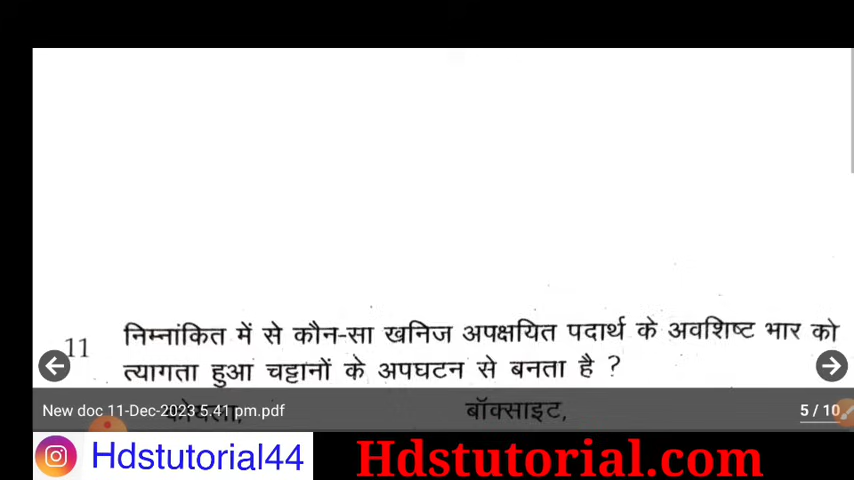 11 निम्नांकित में से कौन-सा खनिज अपक्षयित पदार्थ के अवशिष्ट भार को
त्यागता हुआ चट्टानों के अपघटन से बनता है ?
कोयला, बॉक्साइट,
New doc 11-Dec-2023 5.41 pm.pdf 5 / 10
Hdstutorial44 Hdstutorial.com